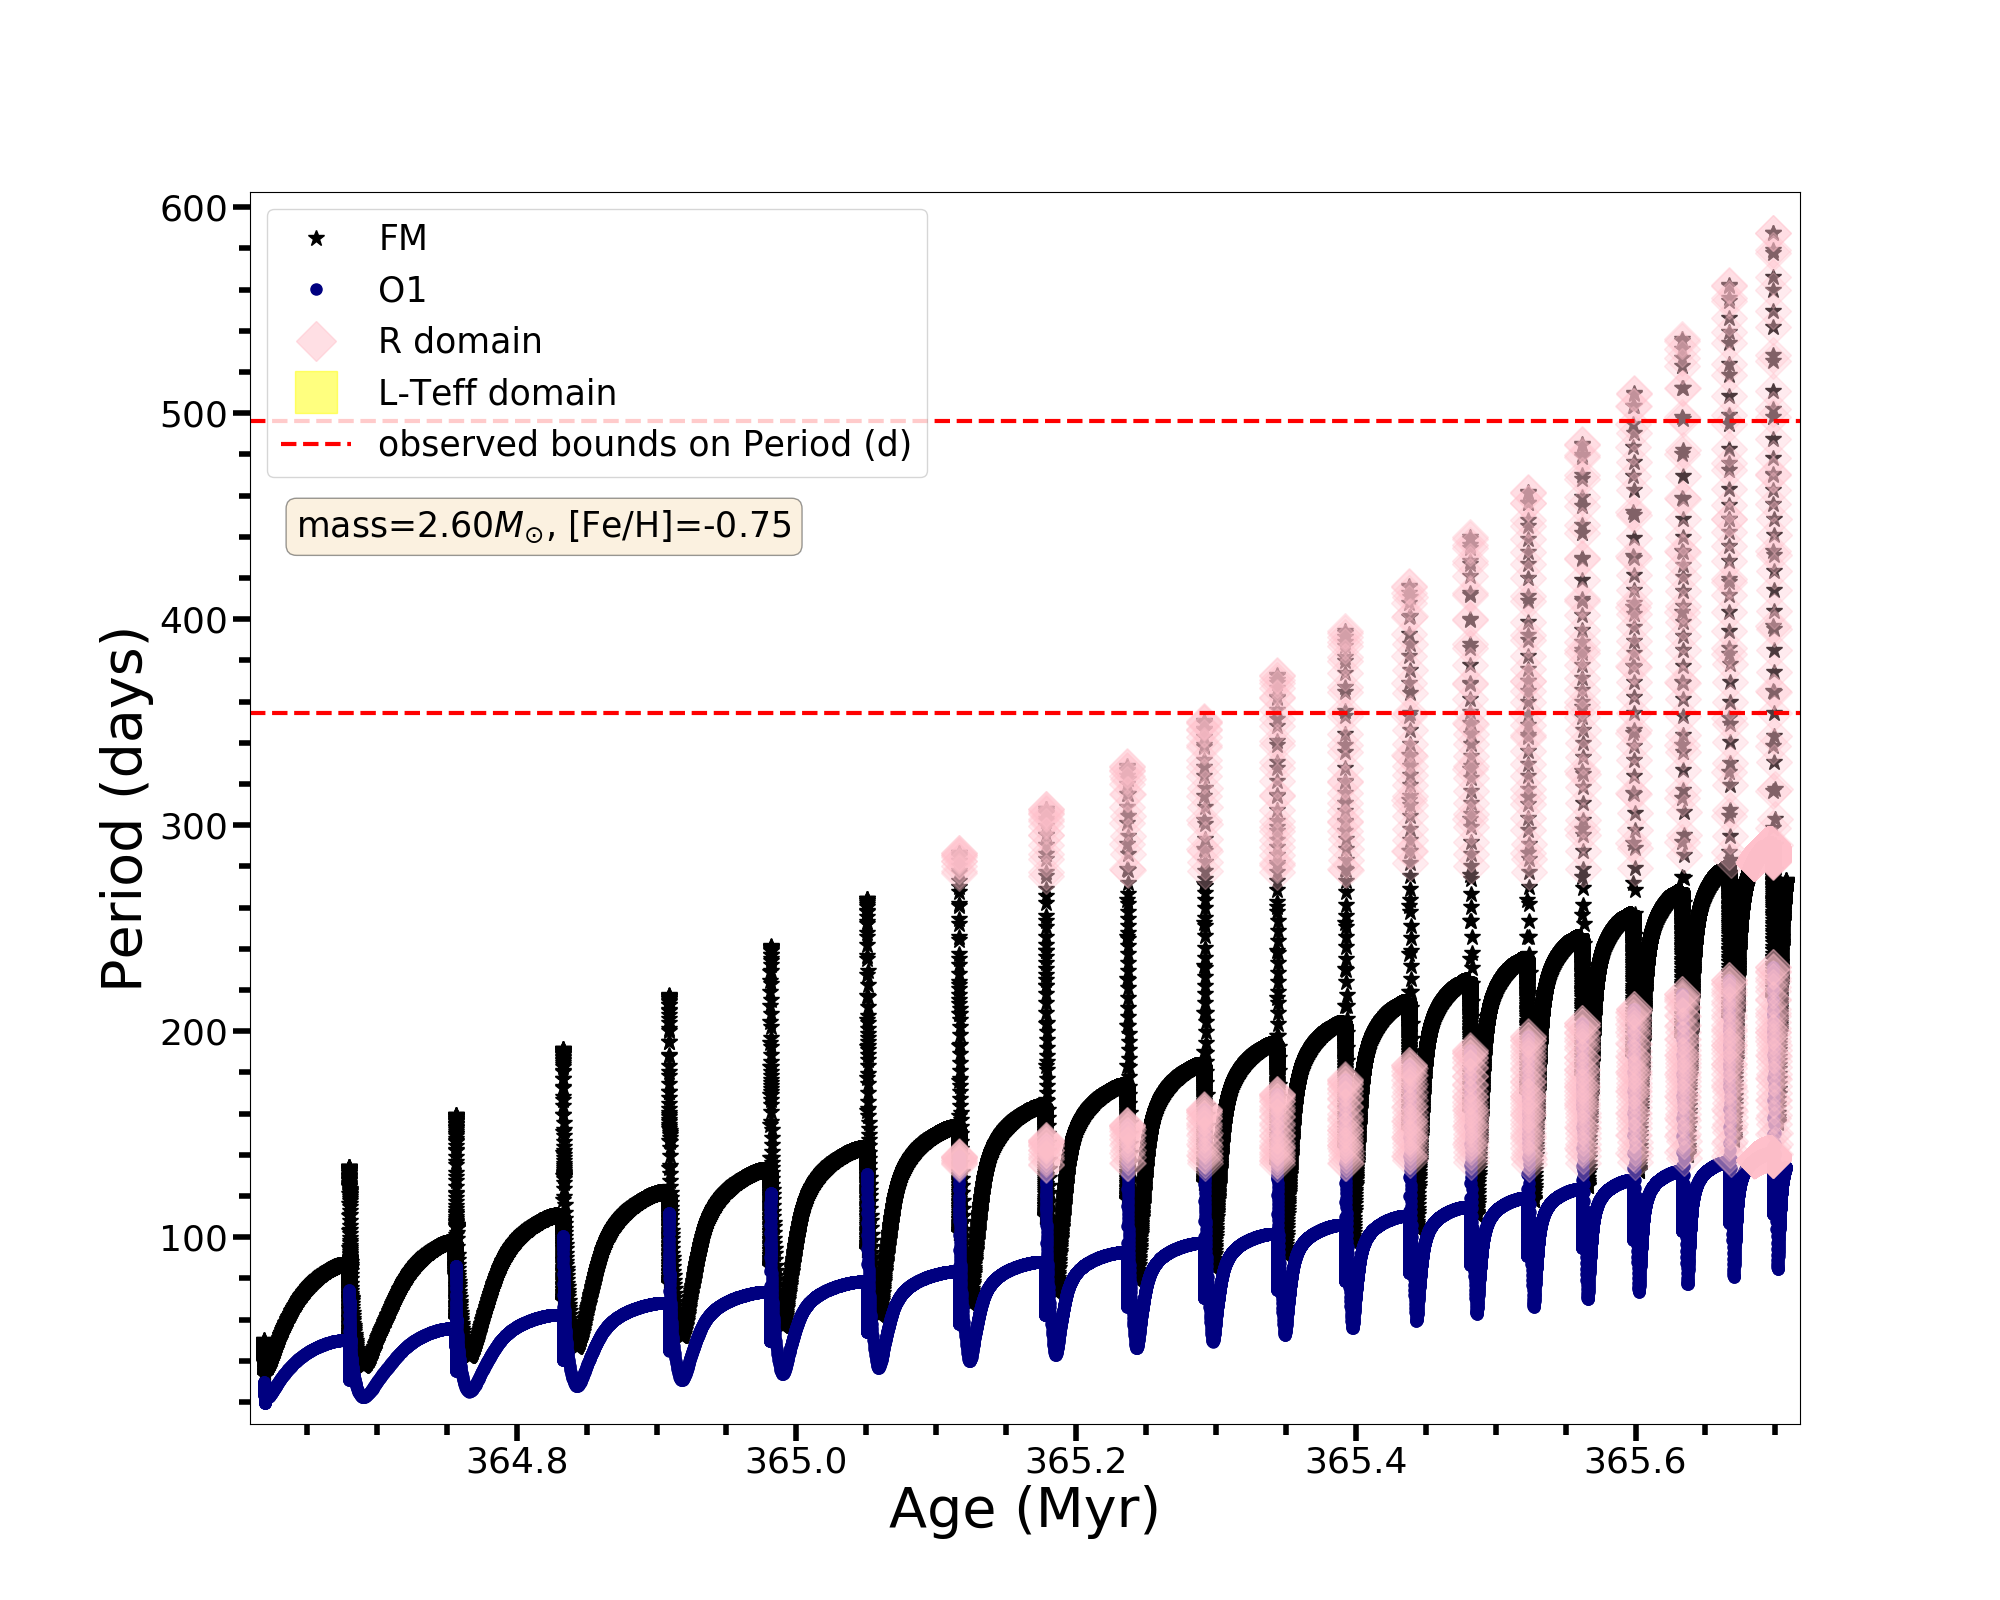 600
500
400
300
200
100
Period (days)
FM
O1
R domain
L-Teff domain
observed bounds on Period (d)
mass=2.60M⊙, [Fe/H]=-0.75
364.8
365.0
365.2
365.4
365.6
Age (Myr)